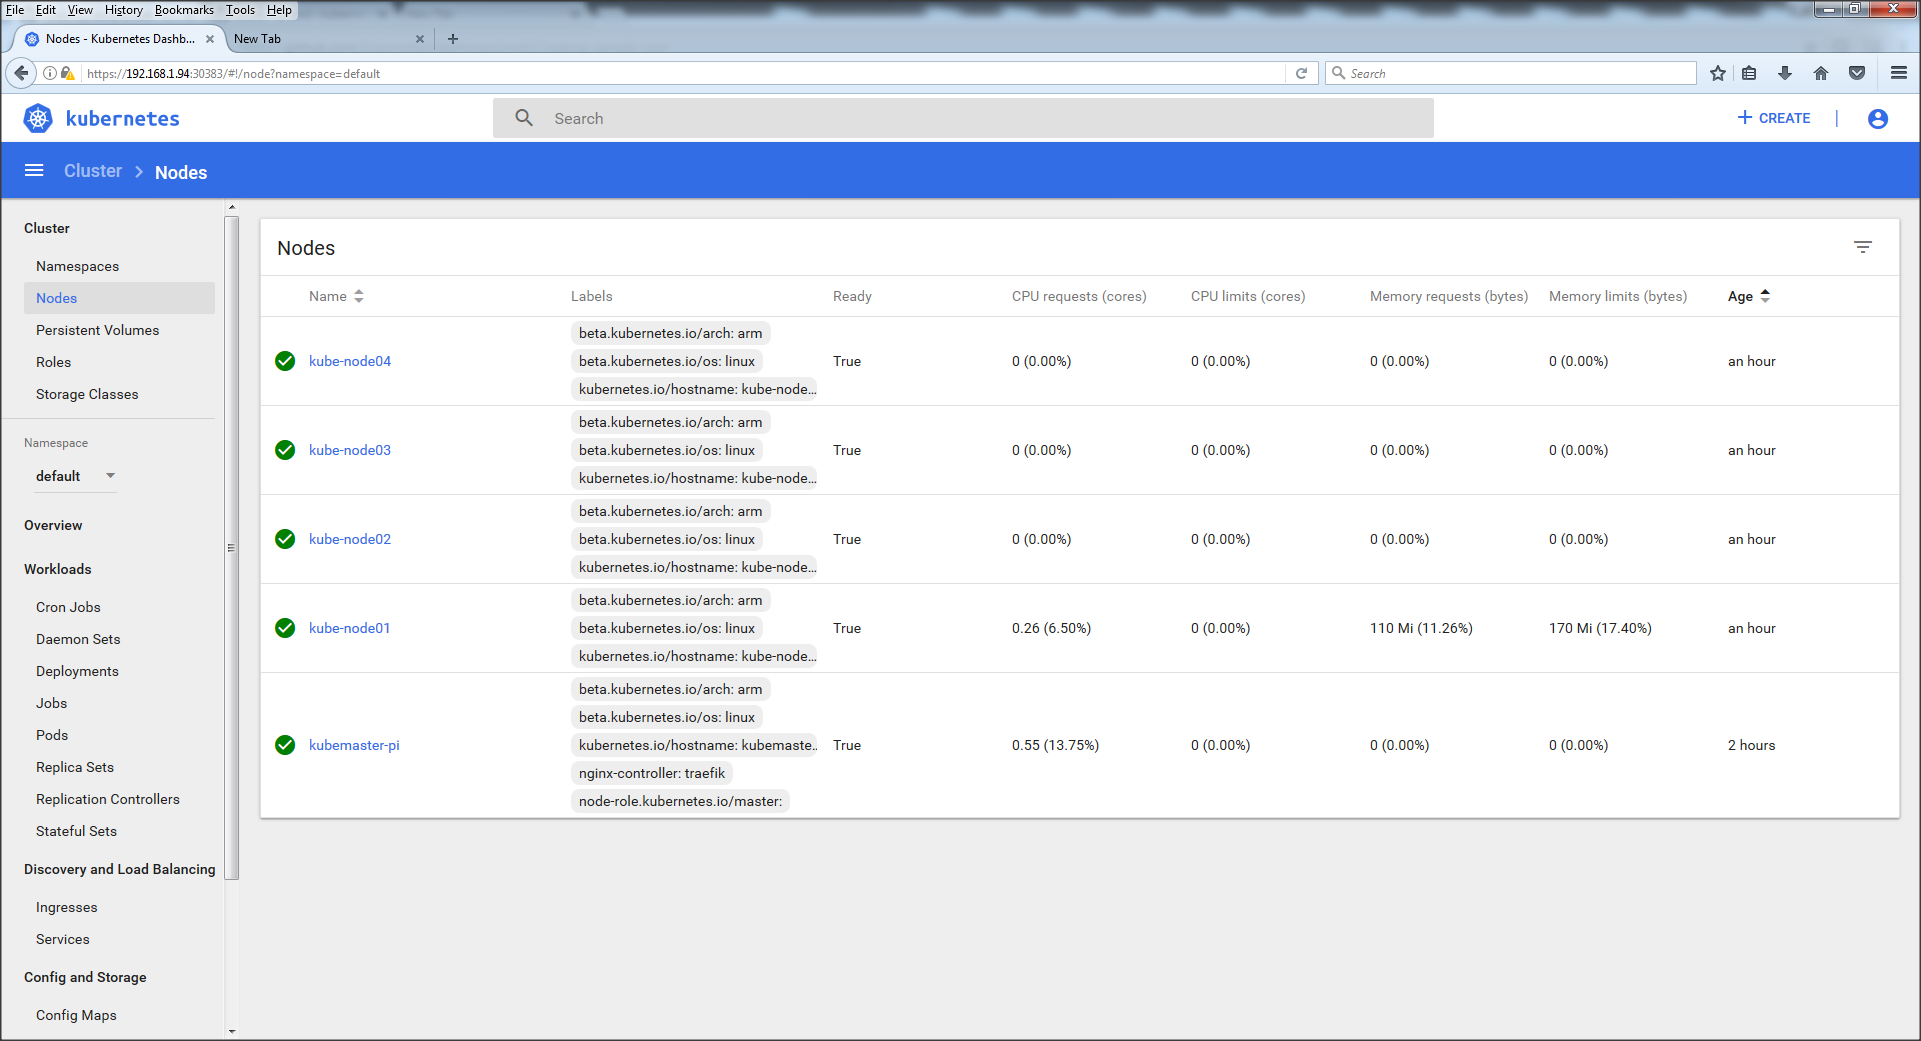 File Edit View History Bookmarks Tools Help
Nodes - Kubernetes Dashb...
New Tab
https://192.168.1.94:30383/#!/node?namespace=default
Search
kubernetes
Search
CREATE
Cluster > Nodes
Cluster
Namespaces
Nodes
Persistent Volumes
Roles
Storage Classes
Namespace
default
Overview
Workloads
Cron Jobs
Daemon Sets
Deployments
Jobs
Pods
Replica Sets
Replication Controllers
Stateful Sets
Discovery and Load Balancing
Ingresses
Services
Config and Storage
Config Maps
Nodes
Name Labels Ready CPU requests (cores) CPU limits (cores) Memory requests (bytes) Memory limits (bytes) Age
beta.kubernetes.io/arch: arm
kube-node04 beta.kubernetes.io/os: linux True 0 (0.00%) 0 (0.00%) 0 (0.00%) 0 (0.00%) an hour
kubernetes.io/hostname: kube-node...
beta.kubernetes.io/arch: arm
kube-node03 beta.kubernetes.io/os: linux True 0 (0.00%) 0 (0.00%) 0 (0.00%) 0 (0.00%) an hour
kubernetes.io/hostname: kube-node...
beta.kubernetes.io/arch: arm
kube-node02 beta.kubernetes.io/os: linux True 0 (0.00%) 0 (0.00%) 0 (0.00%) 0 (0.00%) an hour
kubernetes.io/hostname: kube-node...
beta.kubernetes.io/arch: arm
kube-node01 beta.kubernetes.io/os: linux True 0.26 (6.50%) 0 (0.00%) 110 Mi (11.26%) 170 Mi (17.40%) an hour
kubernetes.io/hostname: kube-node...
beta.kubernetes.io/arch: arm
beta.kubernetes.io/os: linux
kubemaster-pi kubernetes.io/hostname: kubemaste.. True 0.55 (13.75%) 0 (0.00%) 0 (0.00%) 0 (0.00%) 2 hours
nginx-controller: traefik
node-role.kubernetes.io/master: